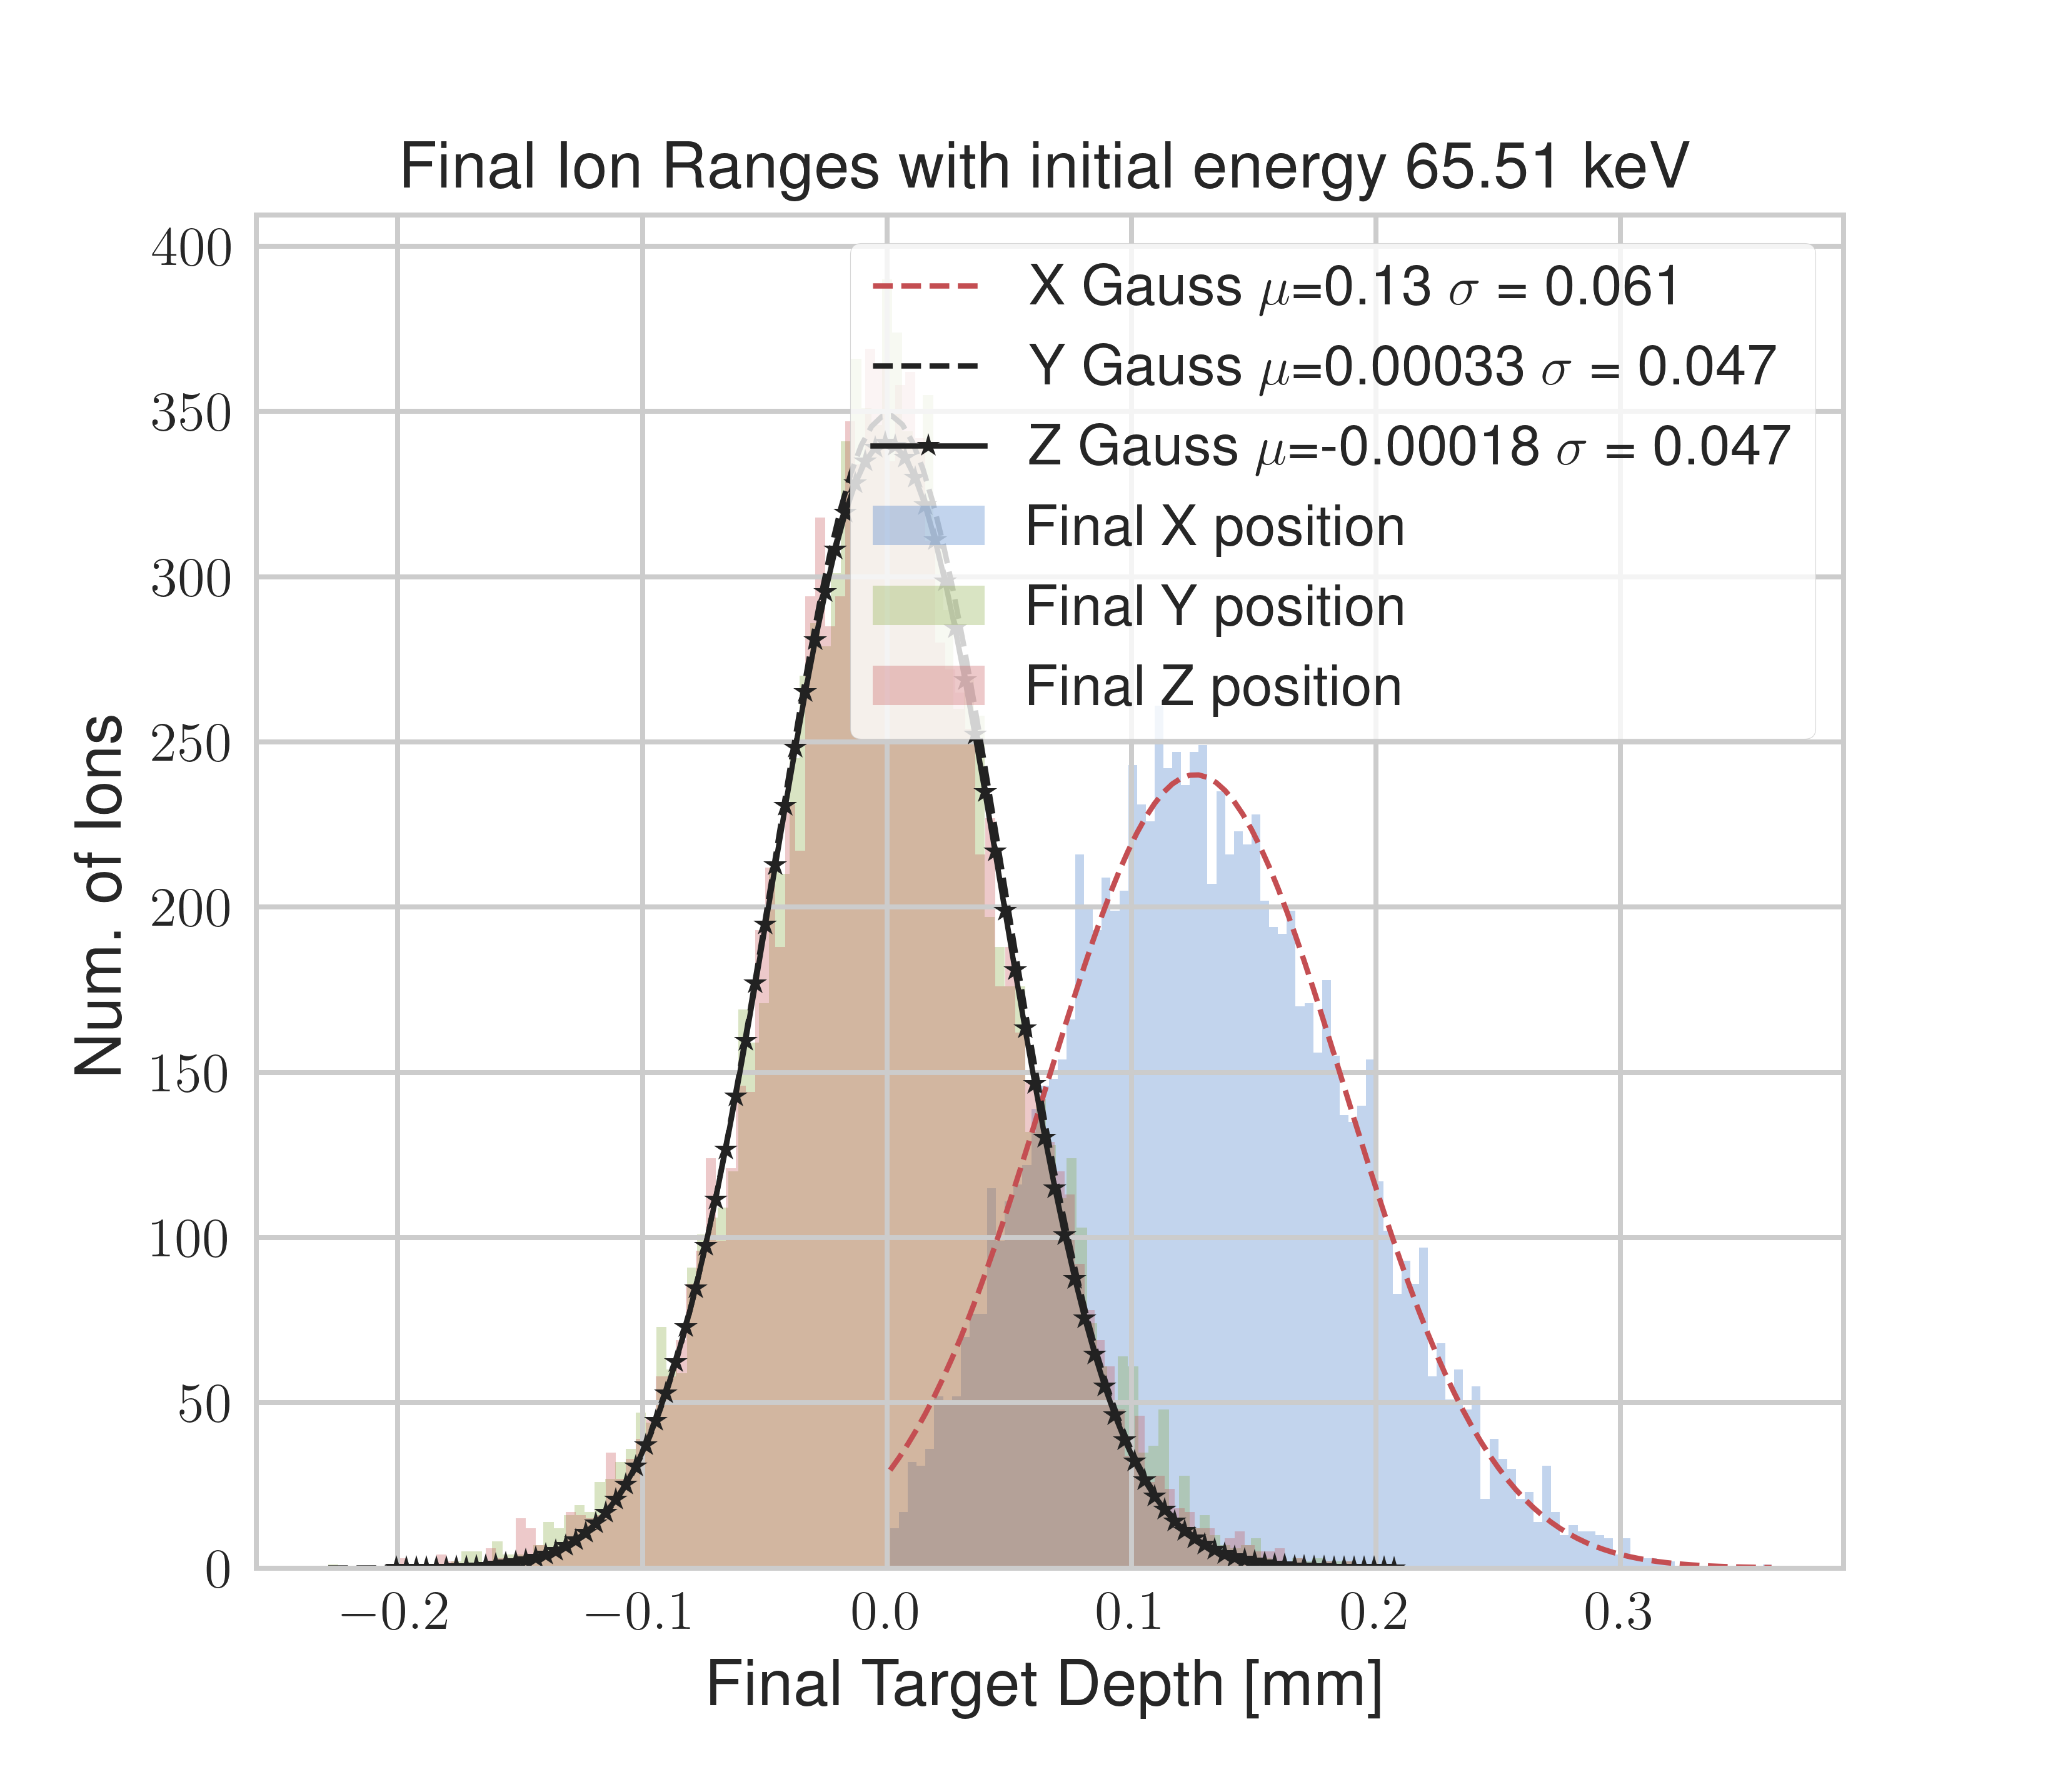 Final Ion Ranges with initial energy 65.51 keV
400
350
300
250
200
150
100
50
0
Num. of Ions
X Gauss μ=0.13 σ = 0.061
Y Gauss μ=0.00033 σ = 0.047
Z Gauss μ=-0.00018 σ = 0.047
Final X position
Final Y position
Final Z position
−0.2 −0.1 0.0 0.1 0.2 0.3
Final Target Depth [mm]